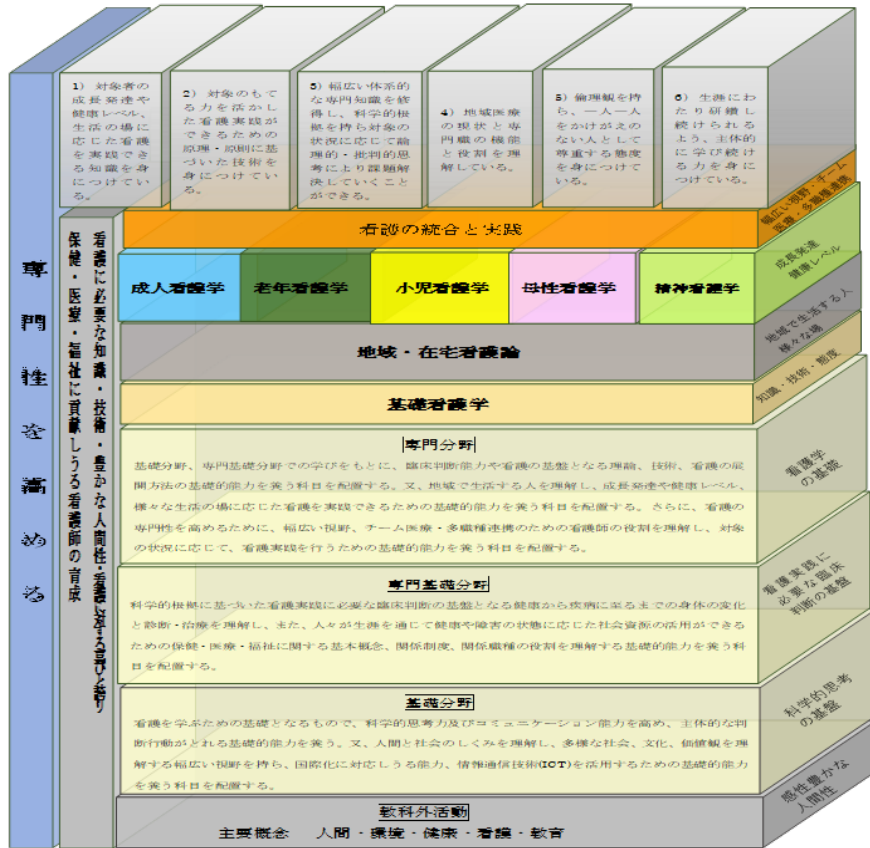 1) 対象者の
成長発達や
健康レベル、
生活の場に
応じた看護
を実践でき
る知識を身
につけてい
る。
2) 対象のもて
る力を活かし
た看護実践が
できるための
原理・原則に基
づいた技術を
身につけてい
る。
3) 幅広い体系的
な専門知識を修
得し、科学的根
拠を持ち対象の
状況に応じて論
理的・批判的思
考により課題解
決していくこと
ができる。
4) 地域医療
の現状と専
門職の機能
と役割を理
解している。
5) 倫理観を持
ち、一人一人
をかけがえの
ない人として
尊重する態度
を身につけて
いる。
6) 生涯にわ
たり研鑽し
続けられる
よう、主体的
に学び続け
る力を身に
つけている。
専門性を高める
看護に必要な知識・技術・豊かな人間性・看護に対する喜びと誇り
保健・医療・福祉に貢献しうる看護師の育成
看護の統合と実践
幅広い視野・チーム
医療・多職種連携
成人看護学
老年看護学
小児看護学
母性看護学
精神看護学
成長発達
健康レベル
地域・在宅看護論
地域で生活する人
様々な場
基礎看護学
知識・技術・態度
専門分野
基礎分野、専門基礎分野での学びをもとに、臨床判断能力や看護の基盤となる理論、技術、看護の展
開方法の基礎的能力を養う科目を配置する。又、地域で生活する人を理解し、成長発達や健康レベル、
様々な生活の場に応じた看護を実践できるための基礎的能力を養う科目を配置する。さらに、看護の
専門性を高めるために、幅広い視野、チーム医療・多職種連携のための看護師の役割を理解し、対象
の状況に応じて、看護実践を行うための基礎的能力を養う科目を配置する。
看護学
の基礎
専門基礎分野
科学的根拠に基づいた看護実践に必要な臨床判断の基盤となる健康から疾病に至るまでの身体の変化
と診断・治療を理解し、また、人々が生涯を通じて健康や障害の状態に応じた社会資源の活用ができる
ための保健・医療・福祉に関する基本概念、関係制度、関係職種の役割を理解する基礎的能力を養う科
目を配置する。
看護実践に
必要な臨床
判断の基盤
基礎分野
看護を学ぶための基礎となるもので、科学的思考力及びコミュニケーション能力を高め、主体的な判
断行動がとれる基礎的能力を養う。又、人間と社会のしくみを理解し、多様な社会、文化、価値観を理
解する幅広い視野を持ち、国際化に対応しうる能力、情報通信技術(ICT)を活用するための基礎的能力
を養う科目を配置する。
科学的思考
の基盤
教科外活動
主要概念 人間・環境・健康・看護・教育
感性豊かな
人間性